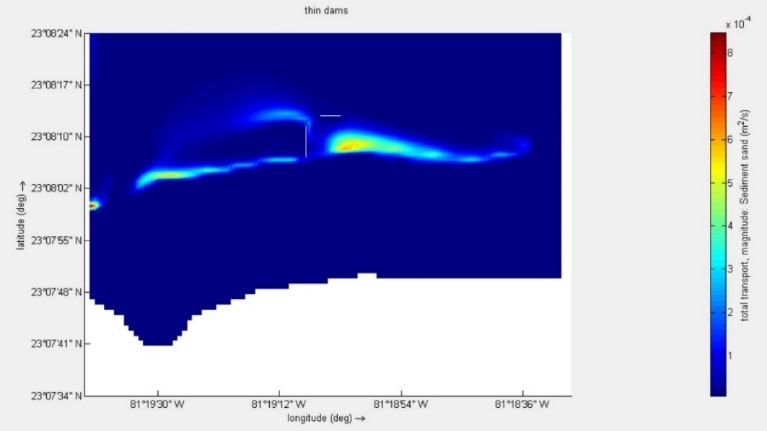 thin dams
x 10⁻⁴
23°08'24" N
23°08'17" N
23°08'10" N
23°08'02" N
23°07'55" N
23°07'48" N
23°07'41" N
23°07'34" N
latitude (deg) →
81°19'30" W
81°19'12" W
81°18'54" W
81°18'36" W
longitude (deg) →
8
7
6
5
4
3
2
1
total transport, magnitude: Sediment sand (m²/s)